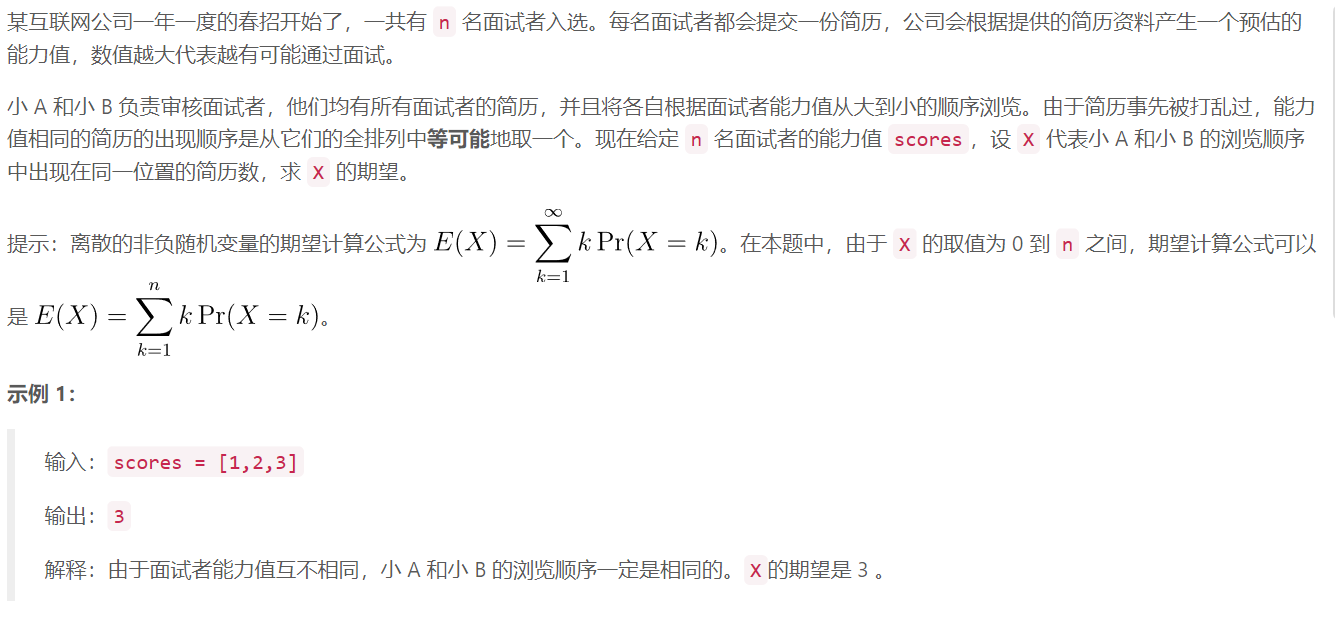 某互联网公司一年一度的春招开始了，一共有 n 名面试者入选。每名面试者都会提交一份简历，公司会根据提供的简历资料产生一个预估的
能力值，数值越大代表越有可能通过面试。
小 A 和小 B 负责审核面试者，他们均有所有面试者的简历，并且将各自根据面试者能力值从大到小的顺序浏览。由于简历事先被打乱过，能力
值相同的简历的出现顺序是从它们的全排列中等可能地取一个。现在给定 n 名面试者的能力值 scores，设 X 代表小 A 和小 B 的浏览顺序
中出现在同一位置的简历数，求 X 的期望。
提示：离散的非负随机变量的期望计算公式为 E(X) = \sum_{k=1}^{∞} k Pr(X = k)。在本题中，由于 X 的取值为 0 到 n 之间，期望计算公式可以
是 E(X) = \sum_{k=1}^{n} k Pr(X = k)。
示例 1：
输入：scores = [1,2,3]
输出：3
解释：由于面试者能力值互不相同，小 A 和小 B 的浏览顺序一定是相同的。X的期望是 3 。